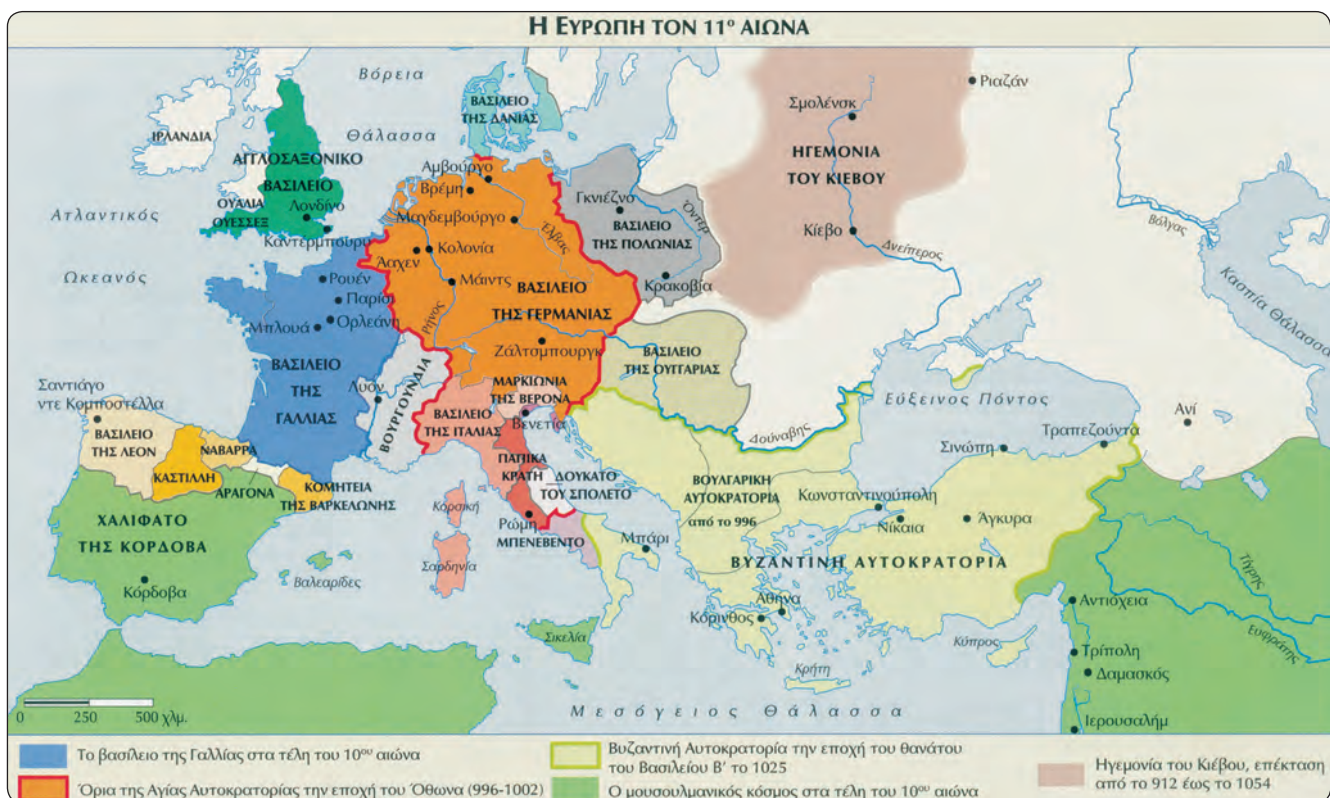 Η ΕΥΡΩΠΗ ΤΟΝ 11ο ΑΙΩΝΑ
Βόρεια
Θάλασσα
ΒΑΣΙΛΕΙΟ
ΤΗΣ ΔΑΝΙΑΣ
Ριαζάν
Σμολένσκ
ΗΓΕΜΟΝΙΑ
ΤΟΥ ΚΙΕΒΟΥ
Κίεβο
Δνείπερος
Βόλγας
Κασπία Θάλασσα
ΙΡΛΑΝΔΙΑ
ΑΓΓΛΟΣΑΞΟΝΙΚΟ
ΒΑΣΙΛΕΙΟ
ΟΥΑΛΙΑ
ΟΥΕΣΣΕΞ
Λονδίνο
Καντέρμπουρυ
Ατλαντικός
Ωκεανός
Αμβούργο
Βρέμη
Μαγδεμβούργο
Έλβας
Κολονία
Άαχεν
Μάιντς
Ρήνος
ΒΑΣΙΛΕΙΟ
ΤΗΣ ΓΕΡΜΑΝΙΑΣ
Ζάλτσμπουργκ
Γκνιέζνο
Όντερ
ΒΑΣΙΛΕΙΟ
ΤΗΣ ΠΟΛΩΝΙΑΣ
Κρακοβία
Ρουέν
Παρίσι
Ορλεάνη
Μπλουά
ΒΑΣΙΛΕΙΟ
ΤΗΣ
ΓΑΛΛΙΑΣ
Λυόν
ΒΟΥΡΓΟΥΝΔΙΑ
ΒΑΣΙΛΕΙΟ
ΤΗΣ ΟΥΓΓΑΡΙΑΣ
ΜΑΡΚΙΩΝΙΑ
ΤΗΣ ΒΕΡΟΝΑ
Βενετία
ΒΑΣΙΛΕΙΟ
ΤΗΣ ΙΤΑΛΙΑΣ
ΠΑΠΙΚΑ
ΚΡΑΤΗ
ΔΟΥΚΑΤΟ
ΤΟΥ ΣΠΟΛΕΤΟ
Ρώμη
ΜΠΕΝΕΒΕΝΤΟ
Μπάρι
Κορσική
Σαρδηνία
Σικελία
Σαντιάγο
ντε Κομποστέλλα
ΒΑΣΙΛΕΙΟ
ΤΗΣ ΛΕΟΝ
ΚΑΣΤΙΛΛΗ
ΝΑΒΑΡΡΑ
ΑΡΑΓΟΝΑ
ΚΟΜΗΤΕΙΑ
ΤΗΣ ΒΑΡΚΕΛΩΝΗΣ
ΧΑΛΙΦΑΤΟ
ΤΗΣ ΚΟΡΔΟΒΑ
Κόρδοβα
Βαλεαρίδες
Δούναβης
Εύξεινος Πόντος
Σινώπη
Τραπεζούντα
Ανί
ΒΟΥΛΓΑΡΙΚΗ
ΑΥΤΟΚΡΑΤΟΡΙΑ
από το 996
Κωνσταντινούπολη
Νίκαια
Άγκυρα
ΒΥΖΑΝΤΙΝΗ ΑΥΤΟΚΡΑΤΟΡΙΑ
Αθήνα
Κόρινθος
Κρήτη
Κύπρος
Αντιόχεια
Τρίπολη
Δαμασκός
Ιερουσαλήμ
Τίγρης
Ευφράτης
Μεσόγειος Θάλασσα
0 250 500 χλμ.
Το βασίλειο της Γαλλίας στα τέλη του 10ου αιώνα
Όρια της Αγίας Αυτοκρατορίας την εποχή του Όθωνα (996-1002)
Βυζαντινή Αυτοκρατορία την εποχή του θανάτου
του Βασιλείου Β' το 1025
Ο μουσουλμανικός κόσμος στα τέλη του 10ου αιώνα
Ηγεμονία του Κιέβου, επέκταση
από το 912 έως το 1054